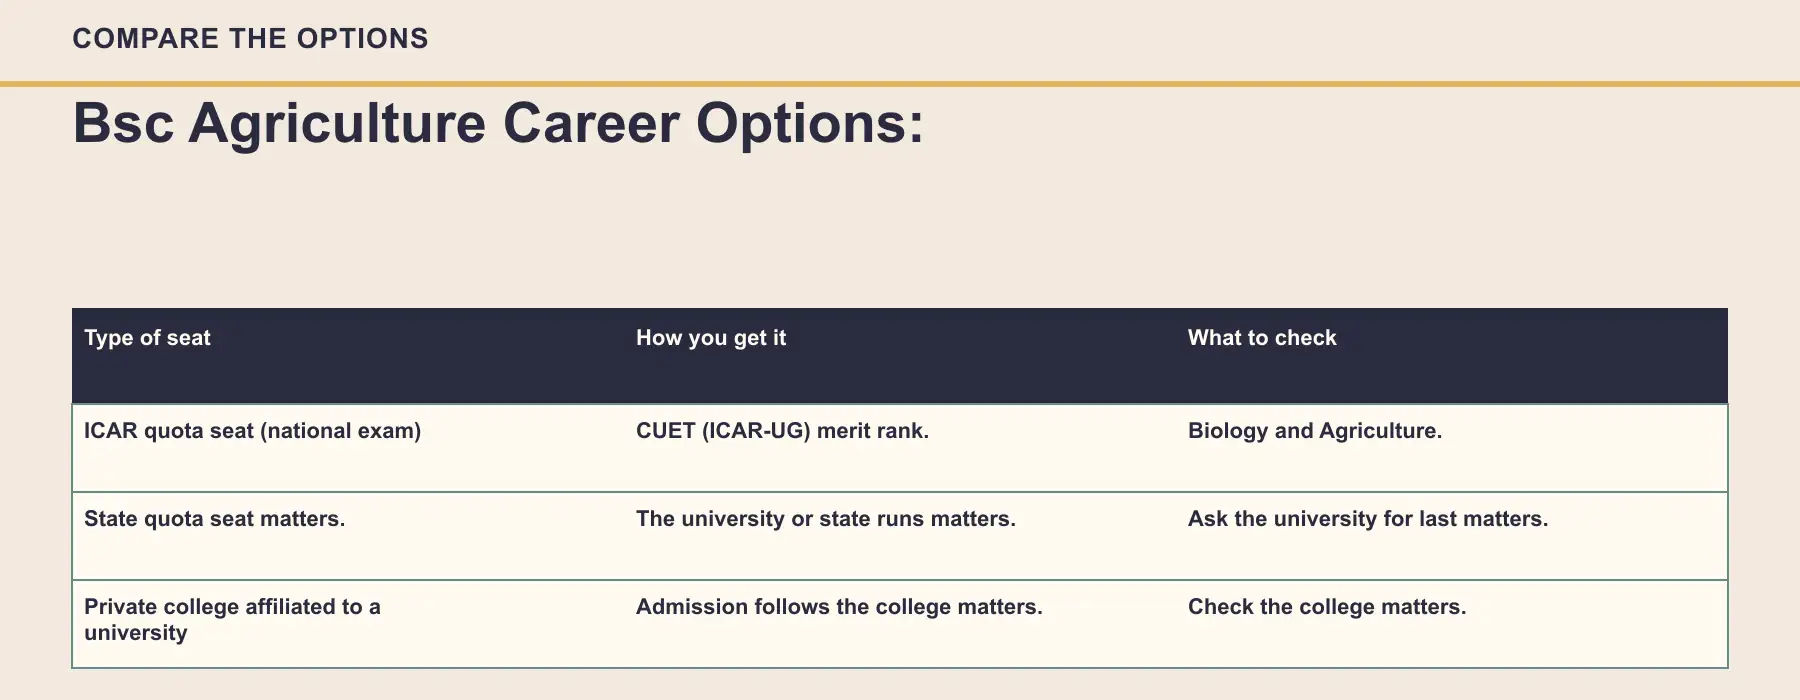 COMPARE THE OPTIONS
Bsc Agriculture Career Options:
Type of seat How you get it What to check
ICAR quota seat (national exam) CUET (ICAR-UG) merit rank. Biology and Agriculture.
State quota seat matters. The university or state runs matters. Ask the university for last matters.
Private college affiliated to a Admission follows the college matters. Check the college matters.
university